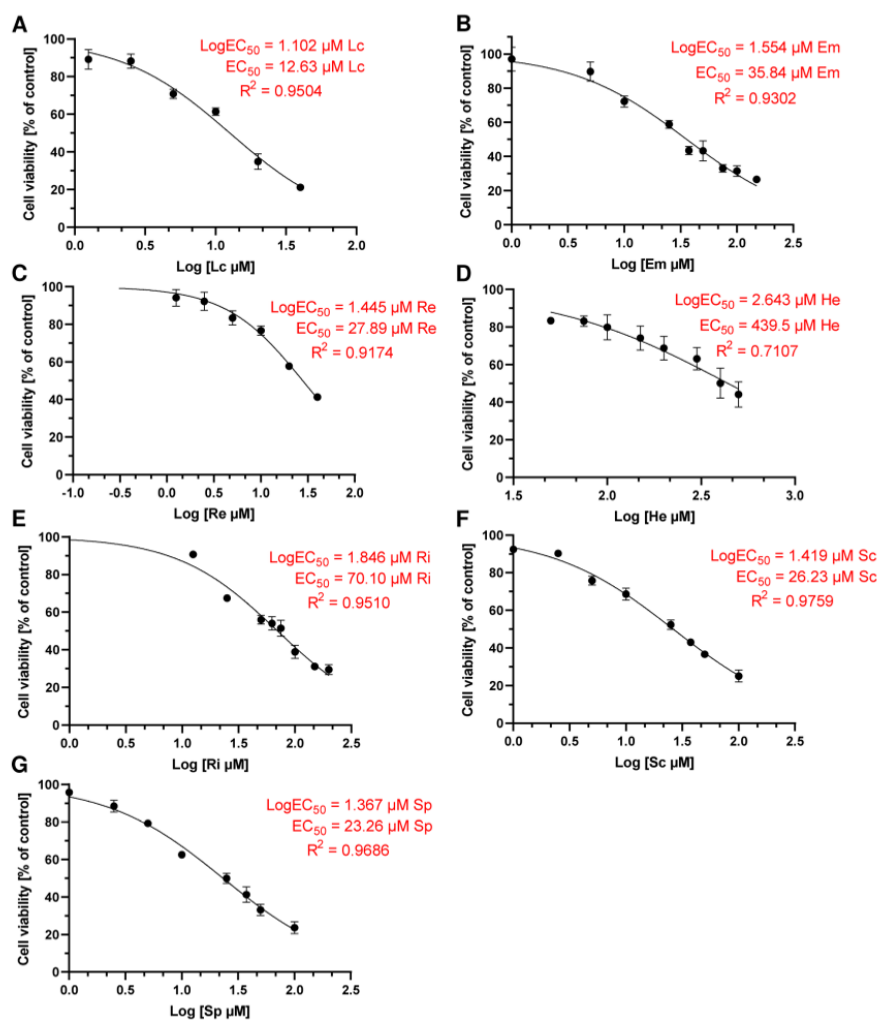 A
Cell viability [% of control]
100
80
60
40
20
0
LogEC50 = 1.102 µM Lc
EC50 = 12.63 µM Lc
R2 = 0.9504
0.0 0.5 1.0 1.5 2.0
Log [Lc µM]
B
Cell viability [% of control]
100
80
60
40
20
0
LogEC50 = 1.554 µM Em
EC50 = 35.84 µM Em
R2 = 0.9302
0.0 0.5 1.0 1.5 2.0 2.5
Log [Em µM]
C
Cell viability [% of control]
100
80
60
40
20
0
LogEC50 = 1.445 µM Re
EC50 = 27.89 µM Re
R2 = 0.9174
-1.0 -0.5 0.0 0.5 1.0 1.5 2.0
Log [Re µM]
D
Cell viability [% of control]
100
80
60
40
20
0
LogEC50 = 2.643 µM He
EC50 = 439.5 µM He
R2 = 0.7107
1.5 2.0 2.5 3.0
Log [He µM]
E
Cell viability [% of control]
100
80
60
40
20
0
LogEC50 = 1.846 µM Ri
EC50 = 70.10 µM Ri
R2 = 0.9510
0.0 0.5 1.0 1.5 2.0 2.5
Log [Ri µM]
F
Cell viability [% of control]
100
80
60
40
20
0
LogEC50 = 1.419 µM Sc
EC50 = 26.23 µM Sc
R2 = 0.9759
0.0 0.5 1.0 1.5 2.0 2.5
Log [Sc µM]
G
Cell viability [% of control]
100
80
60
40
20
0
LogEC50 = 1.367 µM Sp
EC50 = 23.26 µM Sp
R2 = 0.9686
0.0 0.5 1.0 1.5 2.0 2.5
Log [Sp µM]